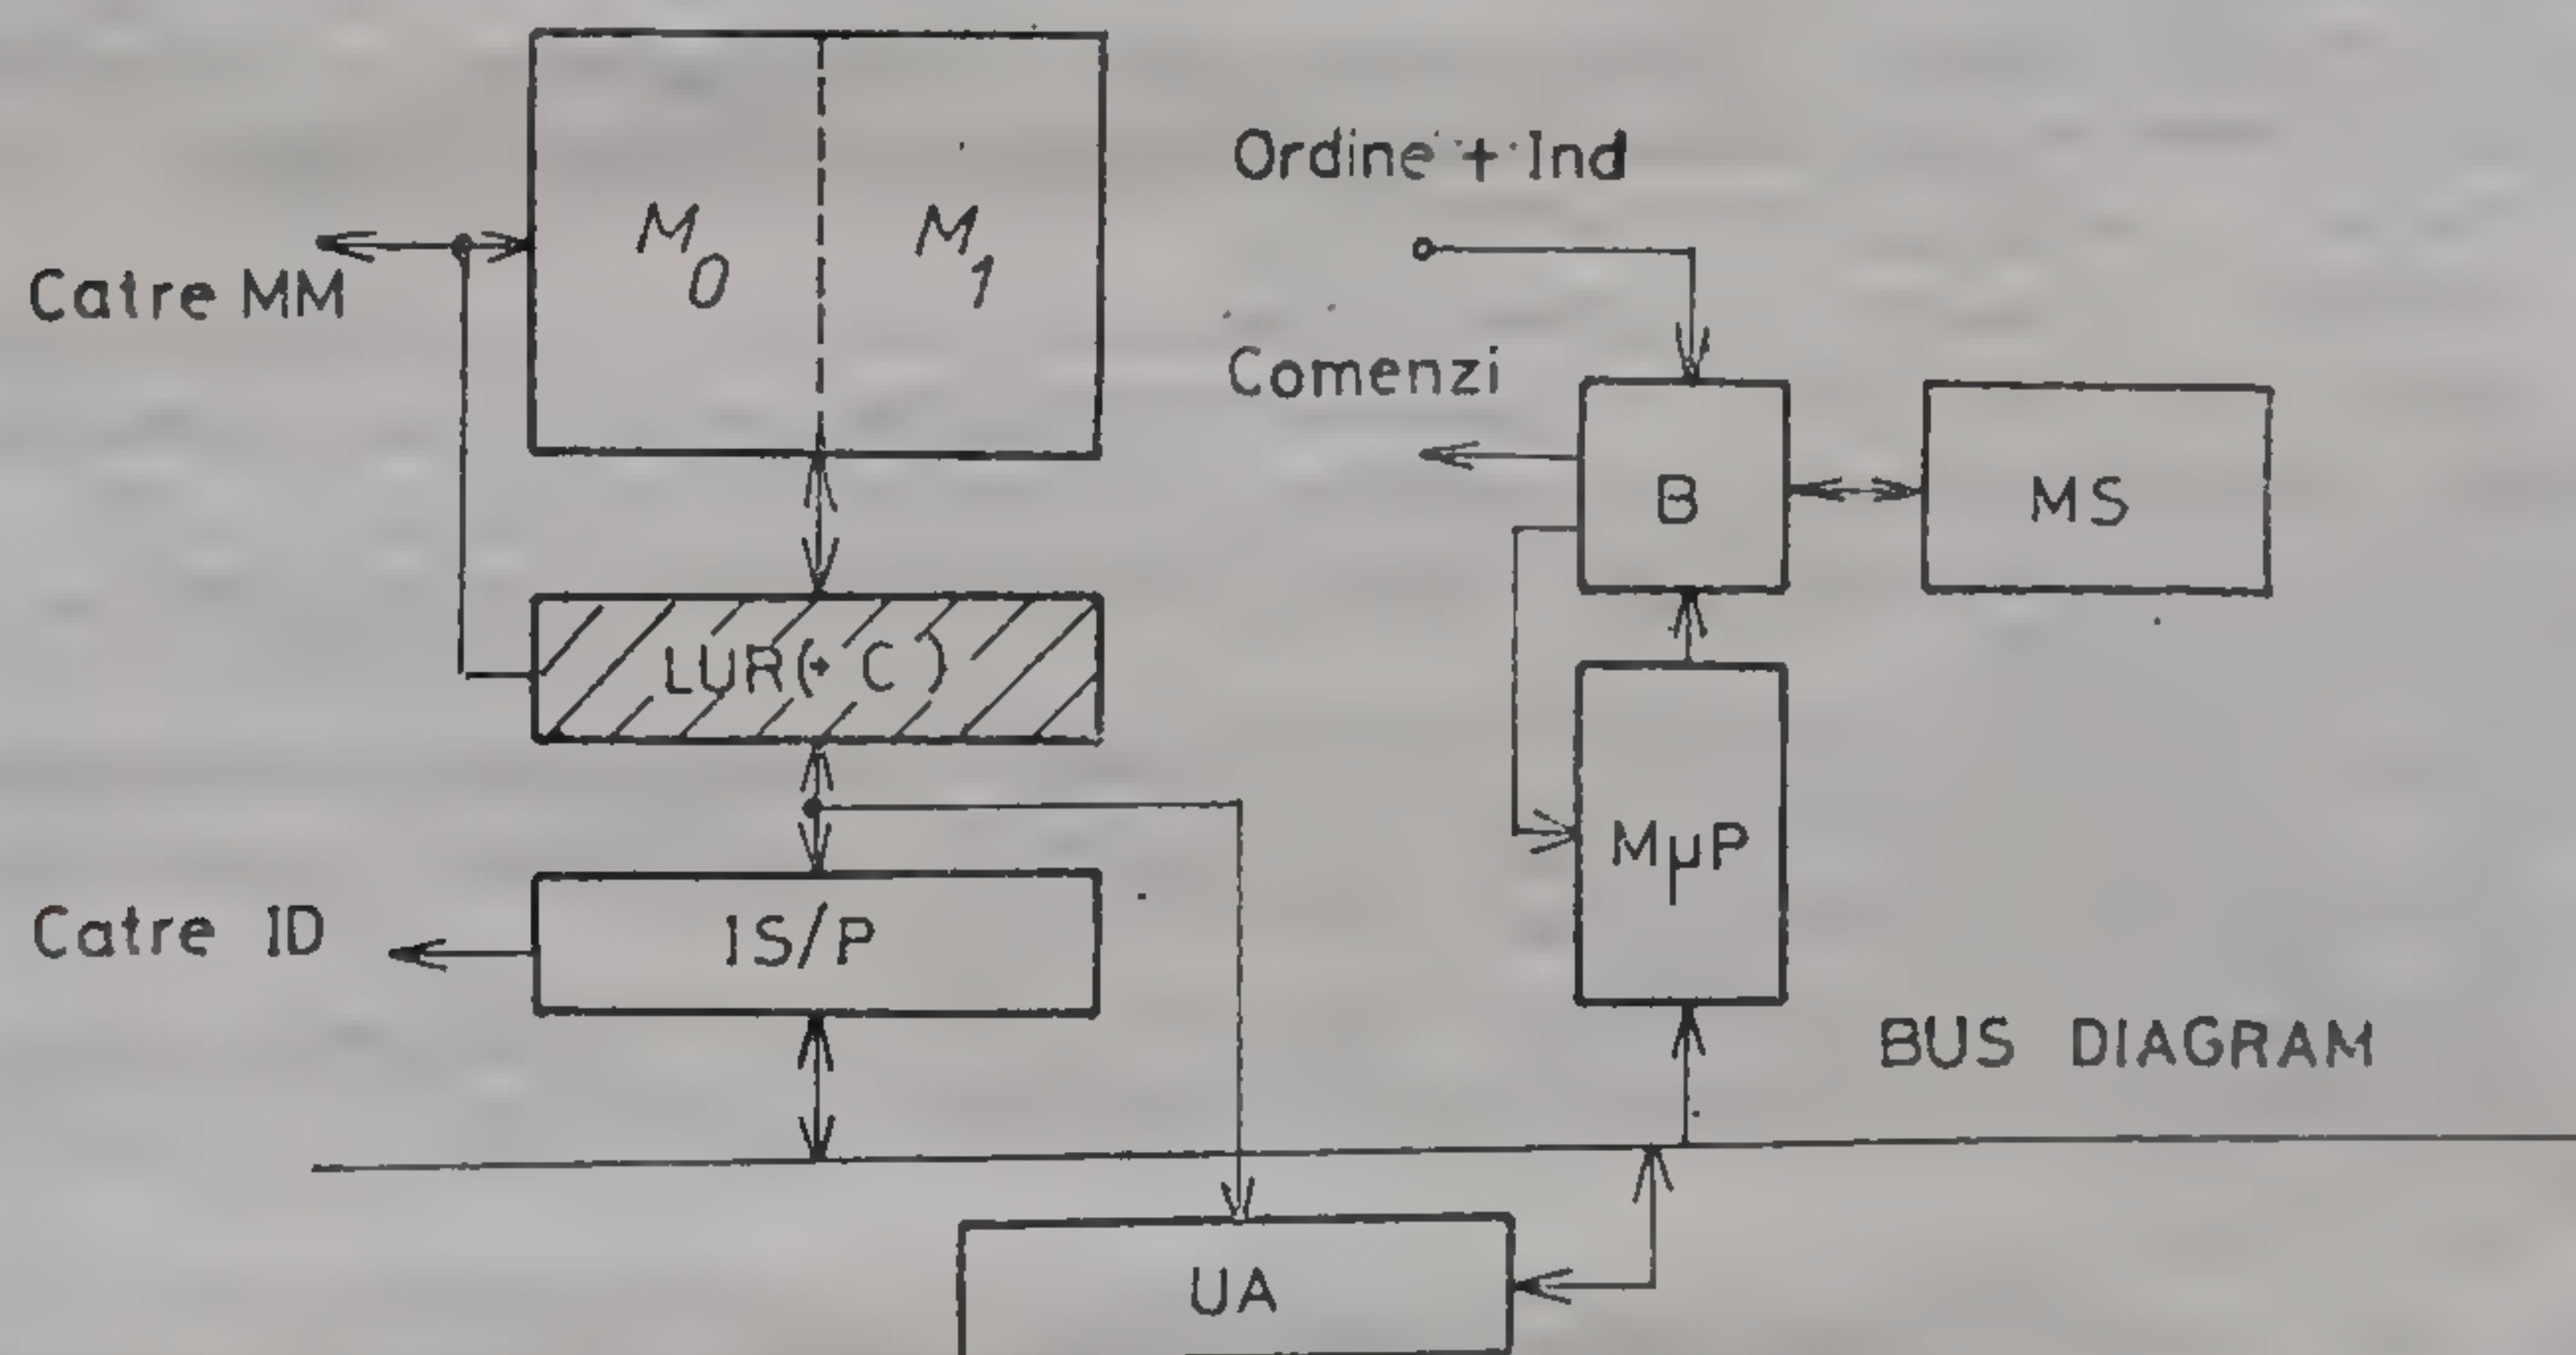 M0
M1
Catre MM
Ordine + Ind
Comenzi
B
MS
LUR(+ C)
MμP
Catre ID
IS/P
BUS DIAGRAM
UA